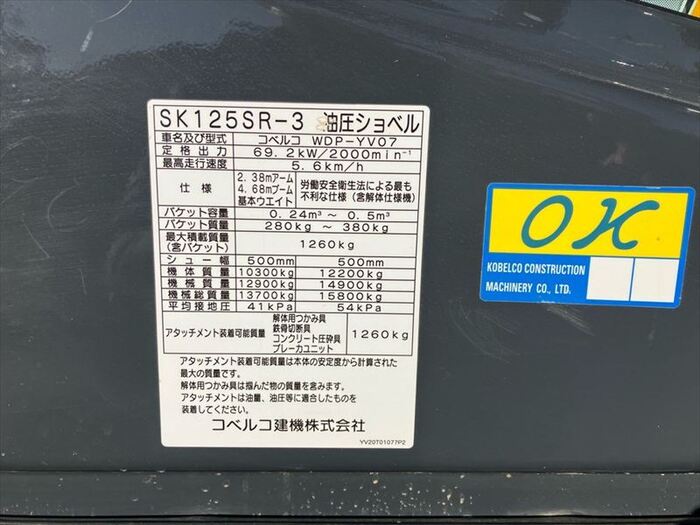 SK125SR-3 油圧ショベル
車名及び型式 コベルコ WDP-YV07
定格出力 69.2kW/2000min⁻¹
最高走行速度 5.6km/h
仕様 2.38mアーム 4.68mブーム 基本ウエイト 労働安全衛生法による最も不利な仕様(含解体仕様機)
バケット容量 0.24m³ ～ 0.5m³
バケット質量 280kg ～ 380kg
最大積載質量(含バケット) 1260kg
シュー幅 500mm 500mm
機体質量 10300kg 12200kg
機械質量 12900kg 14900kg
機械総質量 13700kg 15800kg
平均接地圧 41kPa 54kPa
アタッチメント装着可能質量 解体用つかみ具 鉄骨切断具 コンクリート圧砕具 ブレーカユニット 1260kg
アタッチメント装着可能質量は本体の安定度から計算された
最大の質量です。
解体用つかみ具は掴んだ物の質量を含みます。
アタッチメントは油量、油圧等に適合したものを
装着してください。
コベルコ建機株式会社
YV20T01077P2
OK
KOBELCO CONSTRUCTION
MACHINERY CO., LTD.